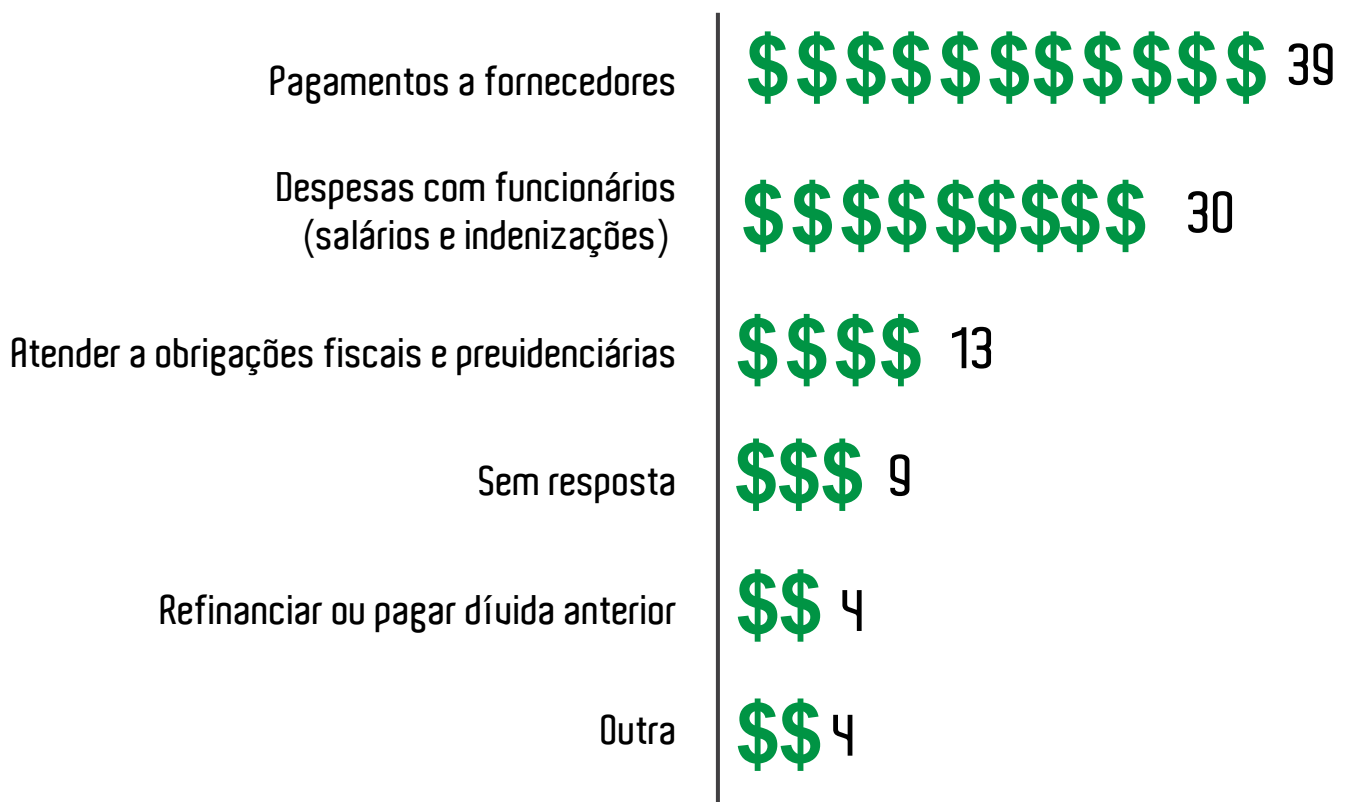 Pagamentos a fornecedores $$$$$$$$$$$ 39
Despesas com funcionários
(salários e indenizações) $$$$$$$$$ 30
Atender a obrigações fiscais e previdenciárias $$$$ 13
Sem resposta $$$ 9
Refinanciar ou pagar dívida anterior $$ 4
Outra $$ 4